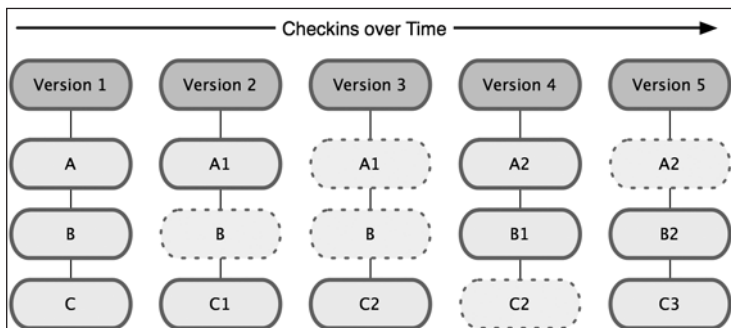 Checkins over Time
Version 1 Version 2 Version 3 Version 4 Version 5
A A1 A1 A2 A2
B B B B1 B2
C C1 C2 C2 C3